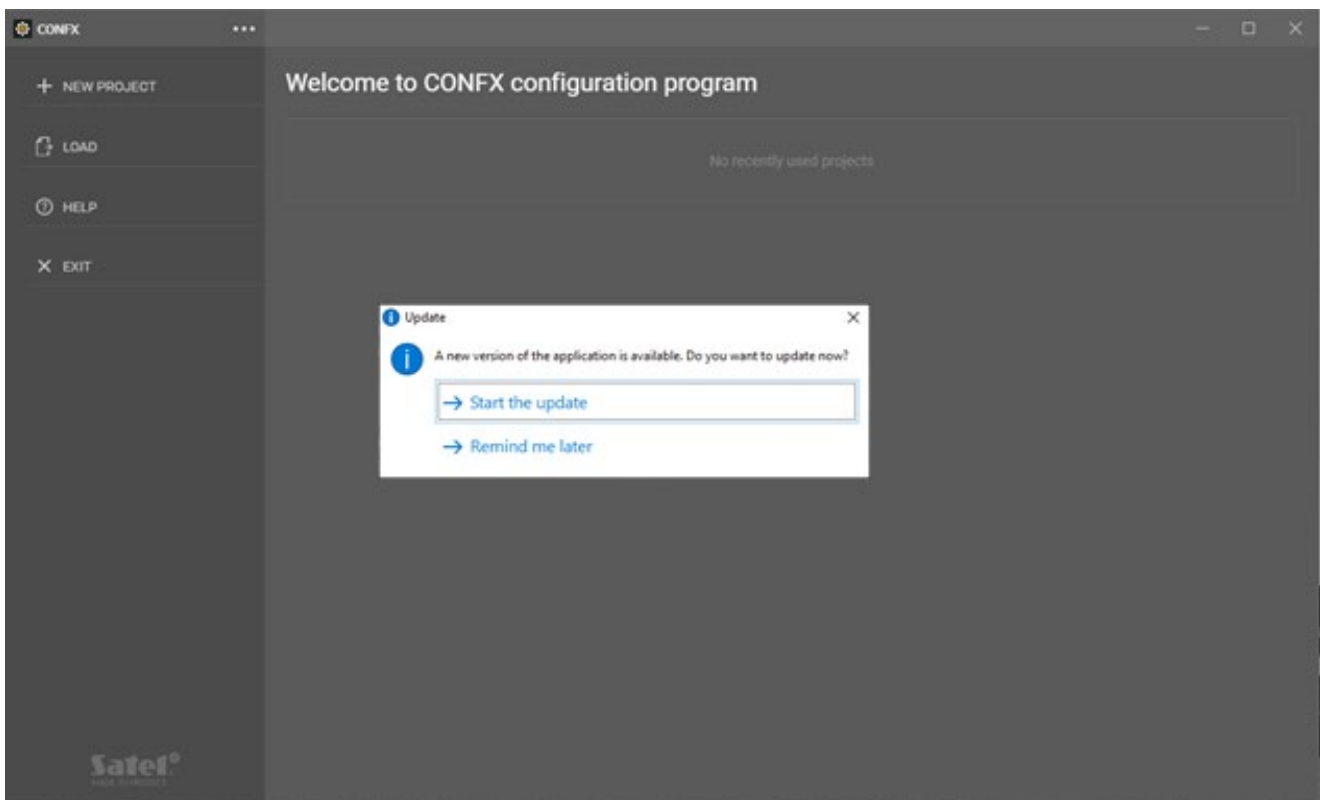 CONFX
NEW PROJECT
LOAD
HELP
EXIT
Welcome to CONFX configuration program
No recently used projects
Update
A new version of the application is available. Do you want to update now?
Start the update
Remind me later
Satel®